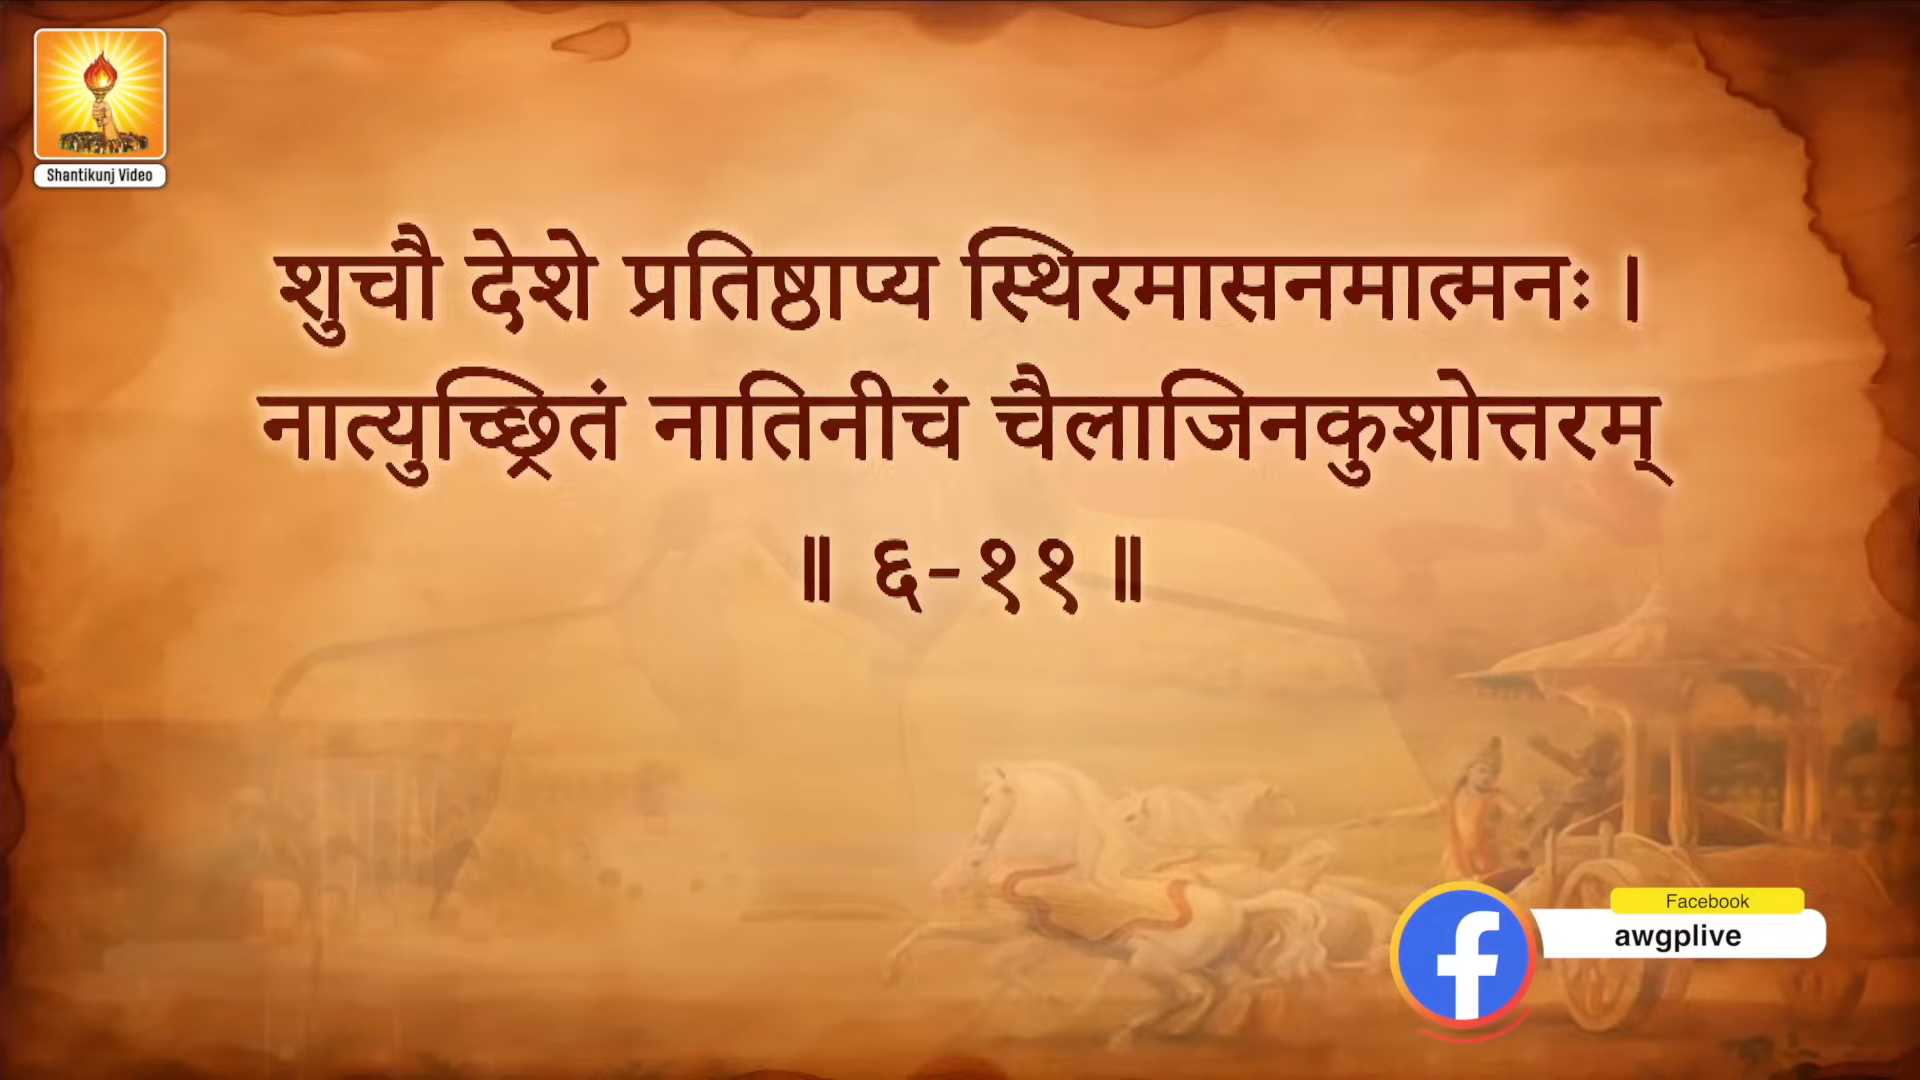 Shantikunj Video
शुचौ देशे प्रतिष्ठाप्य स्थिरमासनमात्मनः ।
नात्युच्छ्रितं नातिनीचं चैलाजिनकुशोत्तरम्
॥ ६-११ ॥
Facebook
awgplive